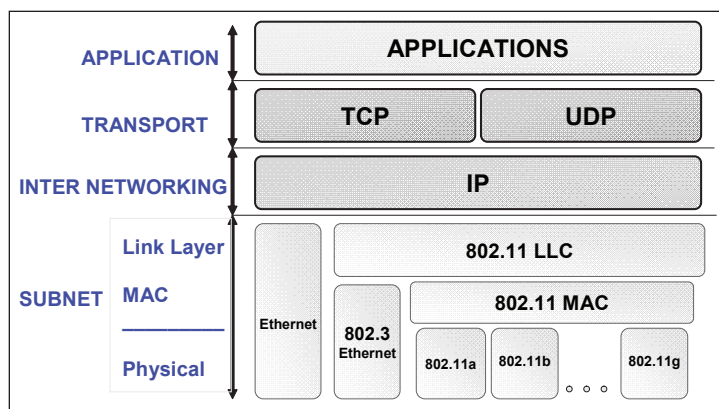 APPLICATION
APPLICATIONS
TRANSPORT
TCP
UDP
INTER NETWORKING
IP
SUBNET
Link Layer
MAC
Physical
Ethernet
802.11 LLC
802.3
Ethernet
802.11 MAC
802.11a
802.11b
o o o
802.11g